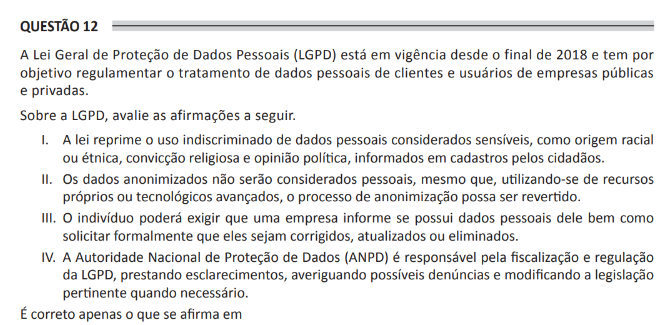 QUESTÃO 12
A Lei Geral de Proteção de Dados Pessoais (LGPD) está em vigência desde o final de 2018 e tem por
objetivo regulamentar o tratamento de dados pessoais de clientes e usuários de empresas públicas
e privadas.
Sobre a LGPD, avalie as afirmações a seguir.
I. A lei reprime o uso indiscriminado de dados pessoais considerados sensíveis, como origem racial
ou étnica, convicção religiosa e opinião política, informados em cadastros pelos cidadãos.
II. Os dados anonimizados não serão considerados pessoais, mesmo que, utilizando-se de recursos
próprios ou tecnológicos avançados, o processo de anonimização possa ser revertido.
III. O indivíduo poderá exigir que uma empresa informe se possui dados pessoais dele bem como
solicitar formalmente que eles sejam corrigidos, atualizados ou eliminados.
IV. A Autoridade Nacional de Proteção de Dados (ANPD) é responsável pela fiscalização e regulação
da LGPD, prestando esclarecimentos, averiguando possíveis denúncias e modificando a legislação
pertinente quando necessário.
É correto apenas o que se afirma em